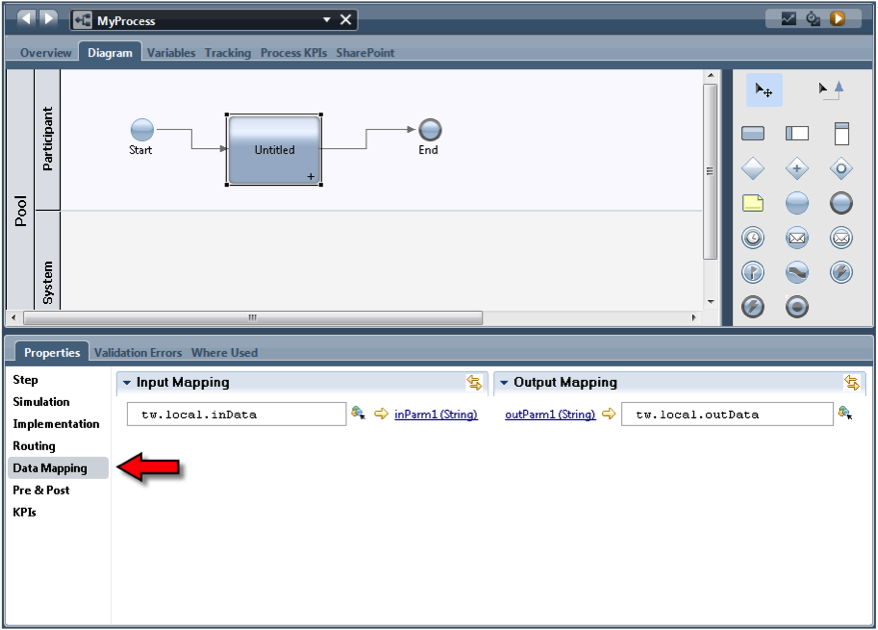 MyProcess
Overview Diagram Variables Tracking Process KPIs SharePoint
Pool
Participant
Start
Untitled
+
End
System
Properties Validation Errors Where Used
Step
Simulation
Implementation
Routing
Data Mapping
Pre & Post
KPIs
Input Mapping
tw.local.inData
inParm1 (String)
Output Mapping
outParm1 (String)
tw.local.outData